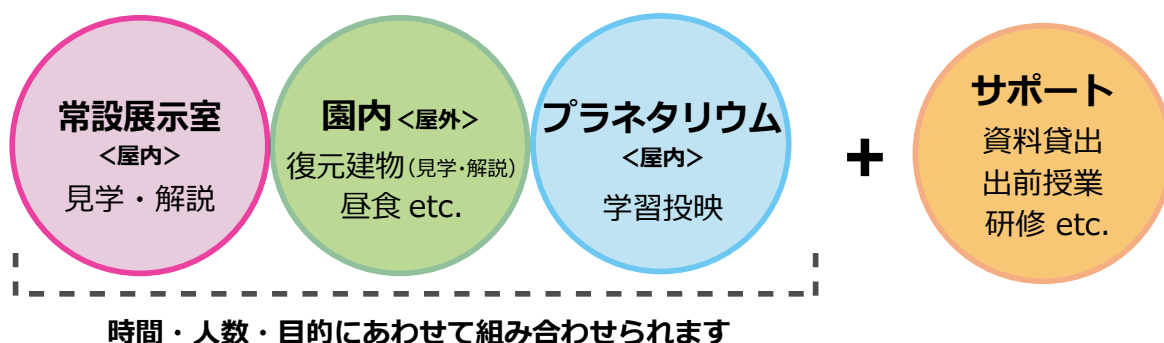 常設展示室
<屋内>
見学・解説
園内<屋外>
復元建物(見学・解説)
昼食 etc.
プラネタリウム
<屋内>
学習投映
+
サポート
資料貸出
出前授業
研修 etc.
時間・人数・目的にあわせて組み合わせられます